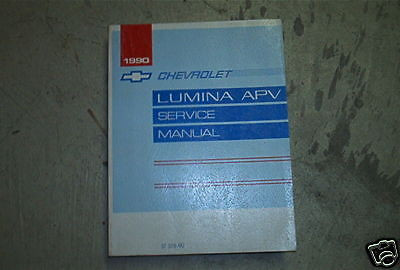 1990
CHEVROLET
LUMINA APV
SERVICE
MANUAL